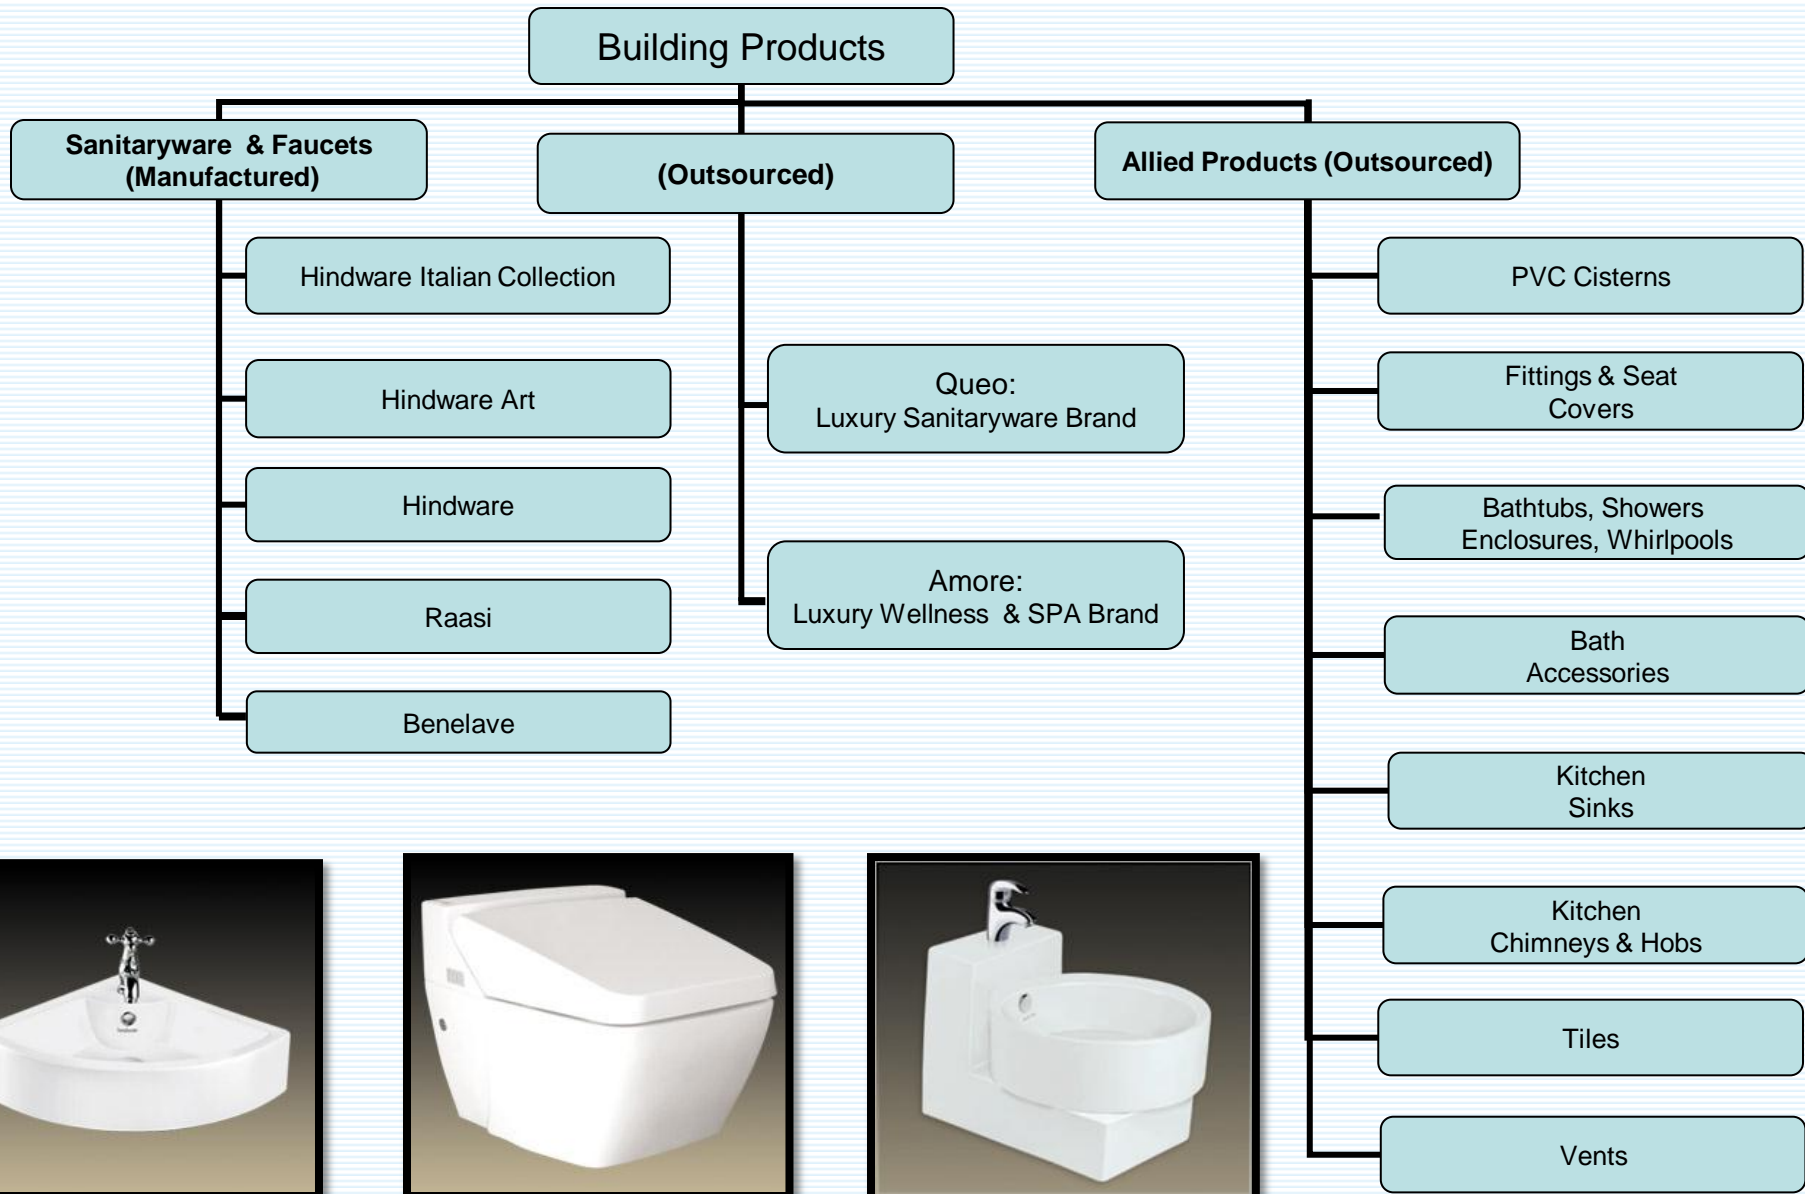 Building Products
Sanitaryware & Faucets
(Manufactured)
(Outsourced)
Allied Products (Outsourced)
Hindware Italian Collection
Hindware Art
Hindware
Raasi
Benelave
Queo:
Luxury Sanitaryware Brand
Amore:
Luxury Wellness & SPA Brand
PVC Cisterns
Fittings & Seat
Covers
Bathtubs, Showers
Enclosures, Whirlpools
Bath
Accessories
Kitchen
Sinks
Kitchen
Chimneys & Hobs
Tiles
Vents